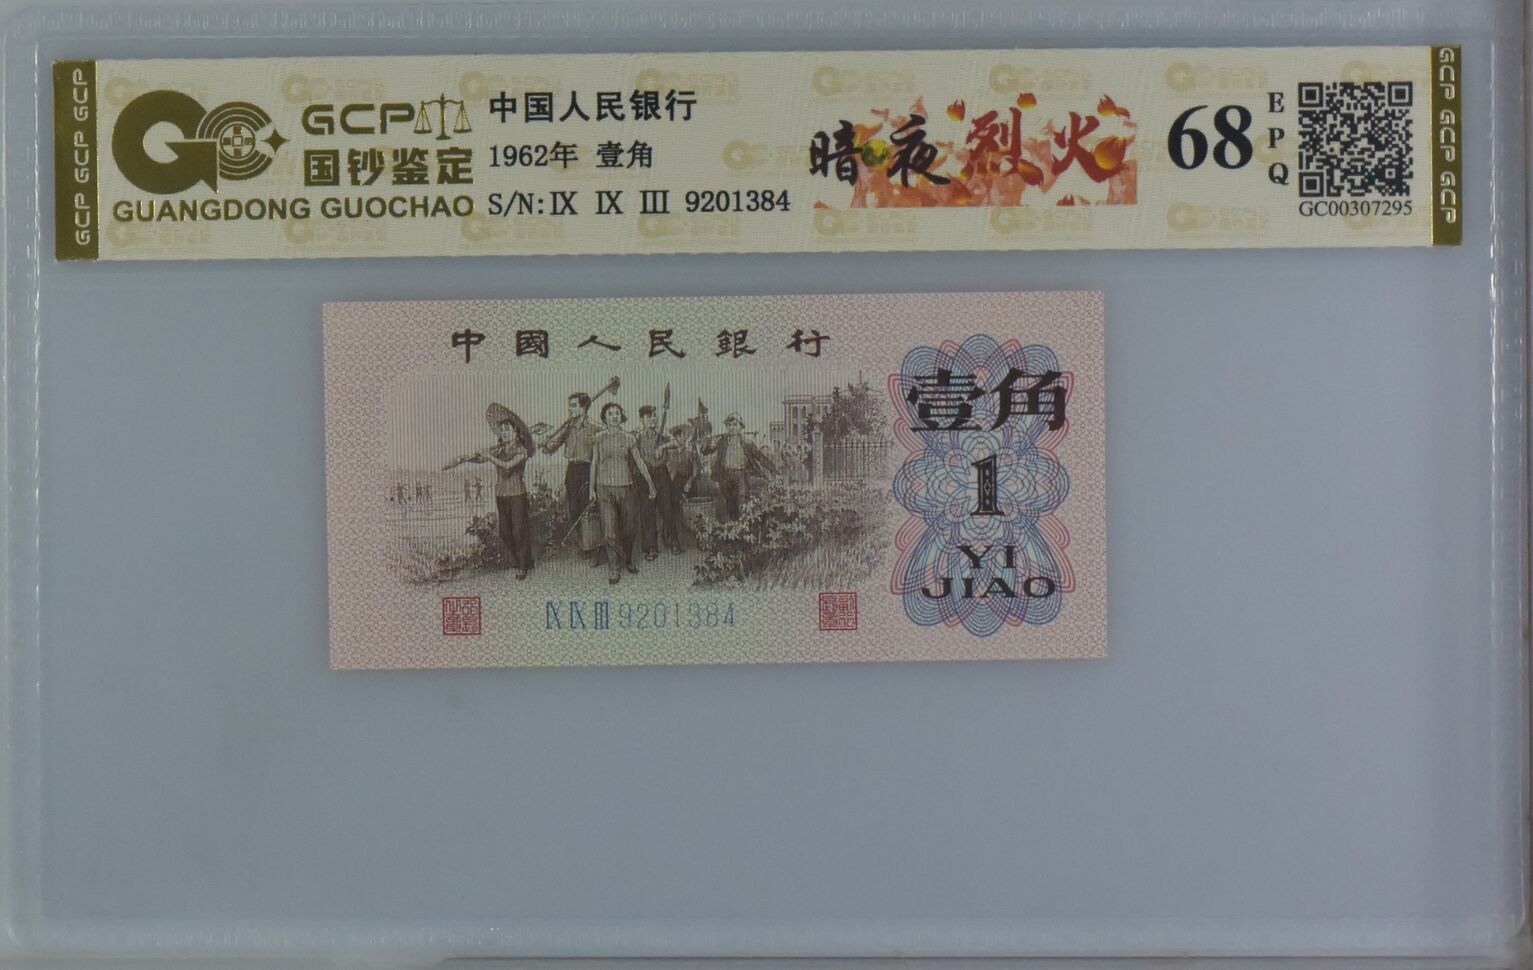 GCP GCP GCP
GCP
国钞鉴定
GUANGDONG GUOCHAO
中国人民银行
1962年 壹角
S/N: IX IX III 9201384
暗夜烈火
68
EPQ
GC00307295
GCP GCP GCP
中國人民銀行
壹角
1
YI
JIAO
IX IX III 9201384